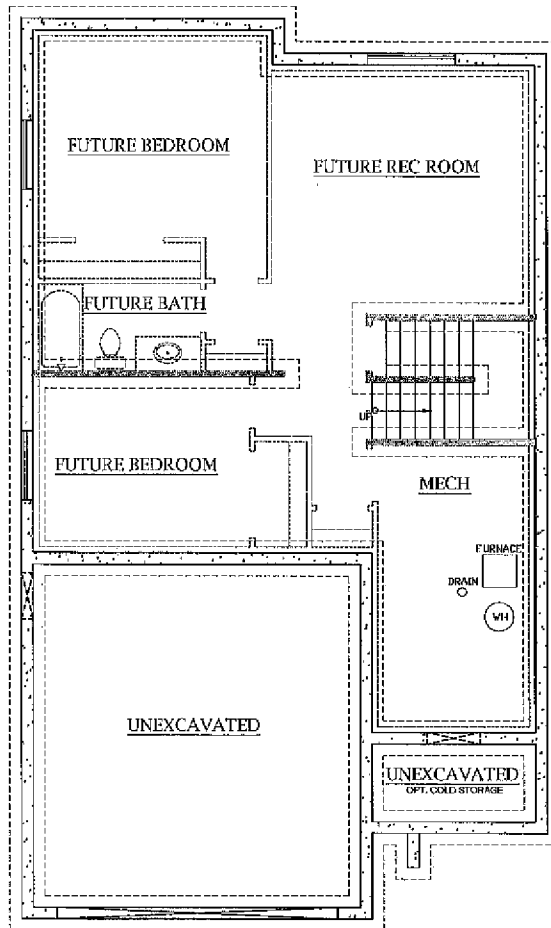 FUTURE BEDROOM
FUTURE REC ROOM
FUTURE BATH
UP
FUTURE BEDROOM
MECH
FURNACE
DRAIN
WH
UNEXCAVATED
UNEXCAVATED
OPT. COLD STORAGE